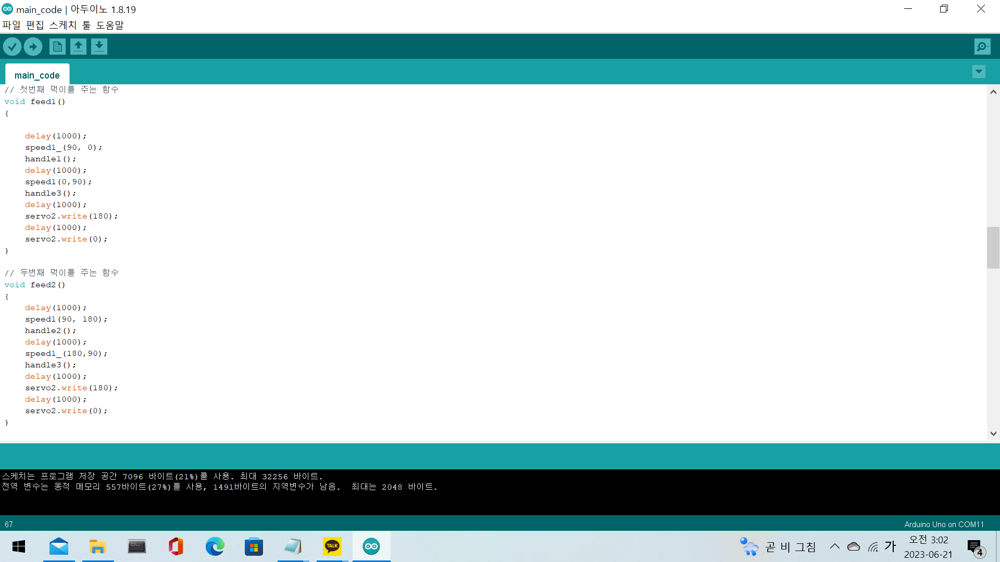 main_code | 아두이노 1.8.19
파일 편집 스케치 툴 도움말
main_code
// 첫번째 먹이를 주는 함수
void feed1()
{
delay(1000);
speed1_(90, 0);
handle1();
delay(1000);
speed1(0,90);
handle3();
delay(1000);
servo2.write(180);
delay(1000);
servo2.write(0);
}
// 두번째 먹이를 주는 함수
void feed2()
{
delay(1000);
speed1(90, 180);
handle2();
delay(1000);
speed1_(180,90);
handle3();
delay(1000);
servo2.write(180);
delay(1000);
servo2.write(0);
}
스케치는 프로그램 저장 공간 7096 바이트(21%)를 사용. 최대 32256 바이트.
전역 변수는 동적 메모리 557바이트(27%)를 사용, 1491바이트의 지역변수가 남음.  최대는 2048 바이트.
67
Arduino Uno on COM11
C:\_
TALK
곧 비 그침
가
오전 3:02
2023-06-21
4